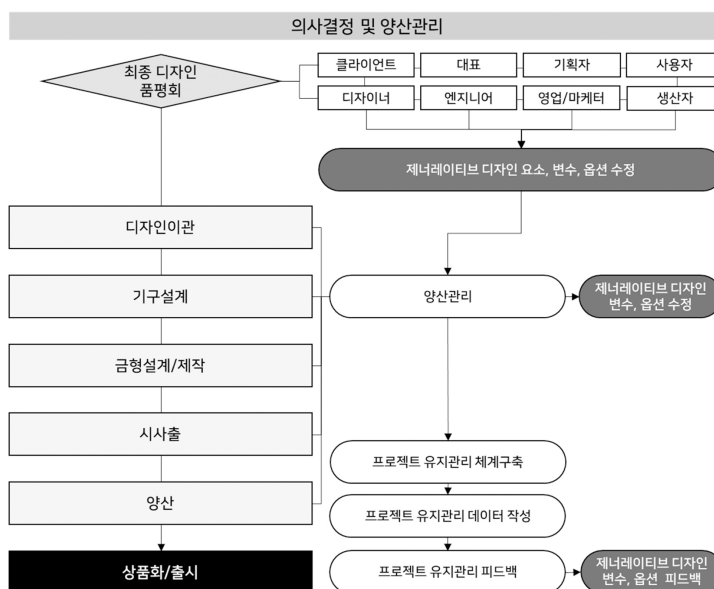 의사결정 및 양산관리
최종 디자인
품평회
클라이언트
대표
기획자
사용자
디자이너
엔지니어
영업/마케터
생산자
제너레이티브 디자인 요소, 변수, 옵션 수정
디자인이관
기구설계
양산관리
제너레이티브 디자인
변수, 옵션 수정
금형설계/제작
시사출
프로젝트 유지관리 체계구축
양산
프로젝트 유지관리 데이터 작성
상품화/출시
프로젝트 유지관리 피드백
제너레이티브 디자인
변수, 옵션 피드백